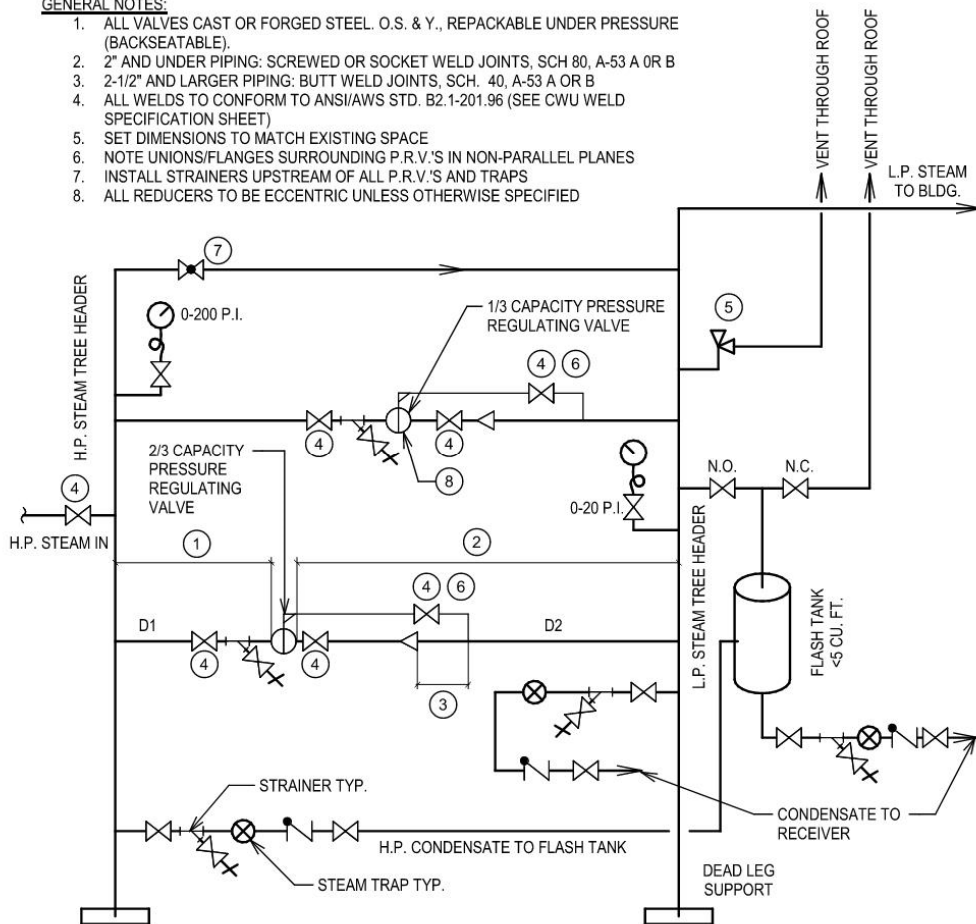 GENERAL NOTES:
1. ALL VALVES CAST OR FORGED STEEL. O.S. & Y., REPACKABLE UNDER PRESSURE
(BACKSEATABLE).
2. 2" AND UNDER PIPING: SCREWED OR SOCKET WELD JOINTS, SCH 80, A-53 A 0R B
3. 2-1/2" AND LARGER PIPING: BUTT WELD JOINTS, SCH. 40, A-53 A OR B
4. ALL WELDS TO CONFORM TO ANSI/AWS STD. B2.1-201.96 (SEE CWU WELD
SPECIFICATION SHEET)
5. SET DIMENSIONS TO MATCH EXISTING SPACE
6. NOTE UNIONS/FLANGES SURROUNDING P.R.V.'S IN NON-PARALLEL PLANES
7. INSTALL STRAINERS UPSTREAM OF ALL P.R.V.'S AND TRAPS
8. ALL REDUCERS TO BE ECCENTRIC UNLESS OTHERWISE SPECIFIED
VENT THROUGH ROOF
VENT THROUGH ROOF
L.P. STEAM
TO BLDG.
7
H.P. STEAM TREE HEADER
0-200 P.I.
1/3 CAPACITY PRESSURE
REGULATING VALVE
5
4 6
4
4
8
2/3 CAPACITY
PRESSURE
REGULATING
VALVE
N.O.
N.C.
0-20 P.I.
4
H.P. STEAM IN
1
2
L.P. STEAM TREE HEADER
FLASH TANK
<5 CU. FT.
4 6
D1
D2
4
4
3
STRAINER TYP.
CONDENSATE TO
RECEIVER
H.P. CONDENSATE TO FLASH TANK
STEAM TRAP TYP.
DEAD LEG
SUPPORT